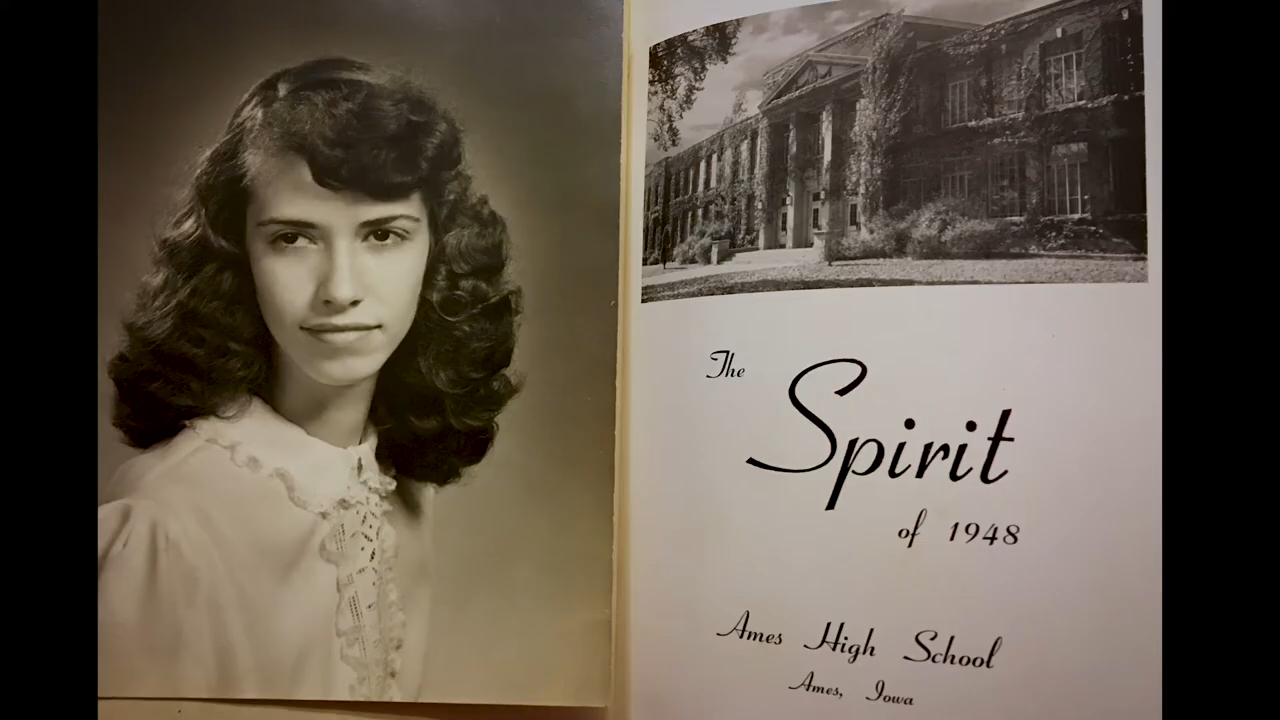 The
Spirit
of 1948
Ames High School
Ames, Iowa